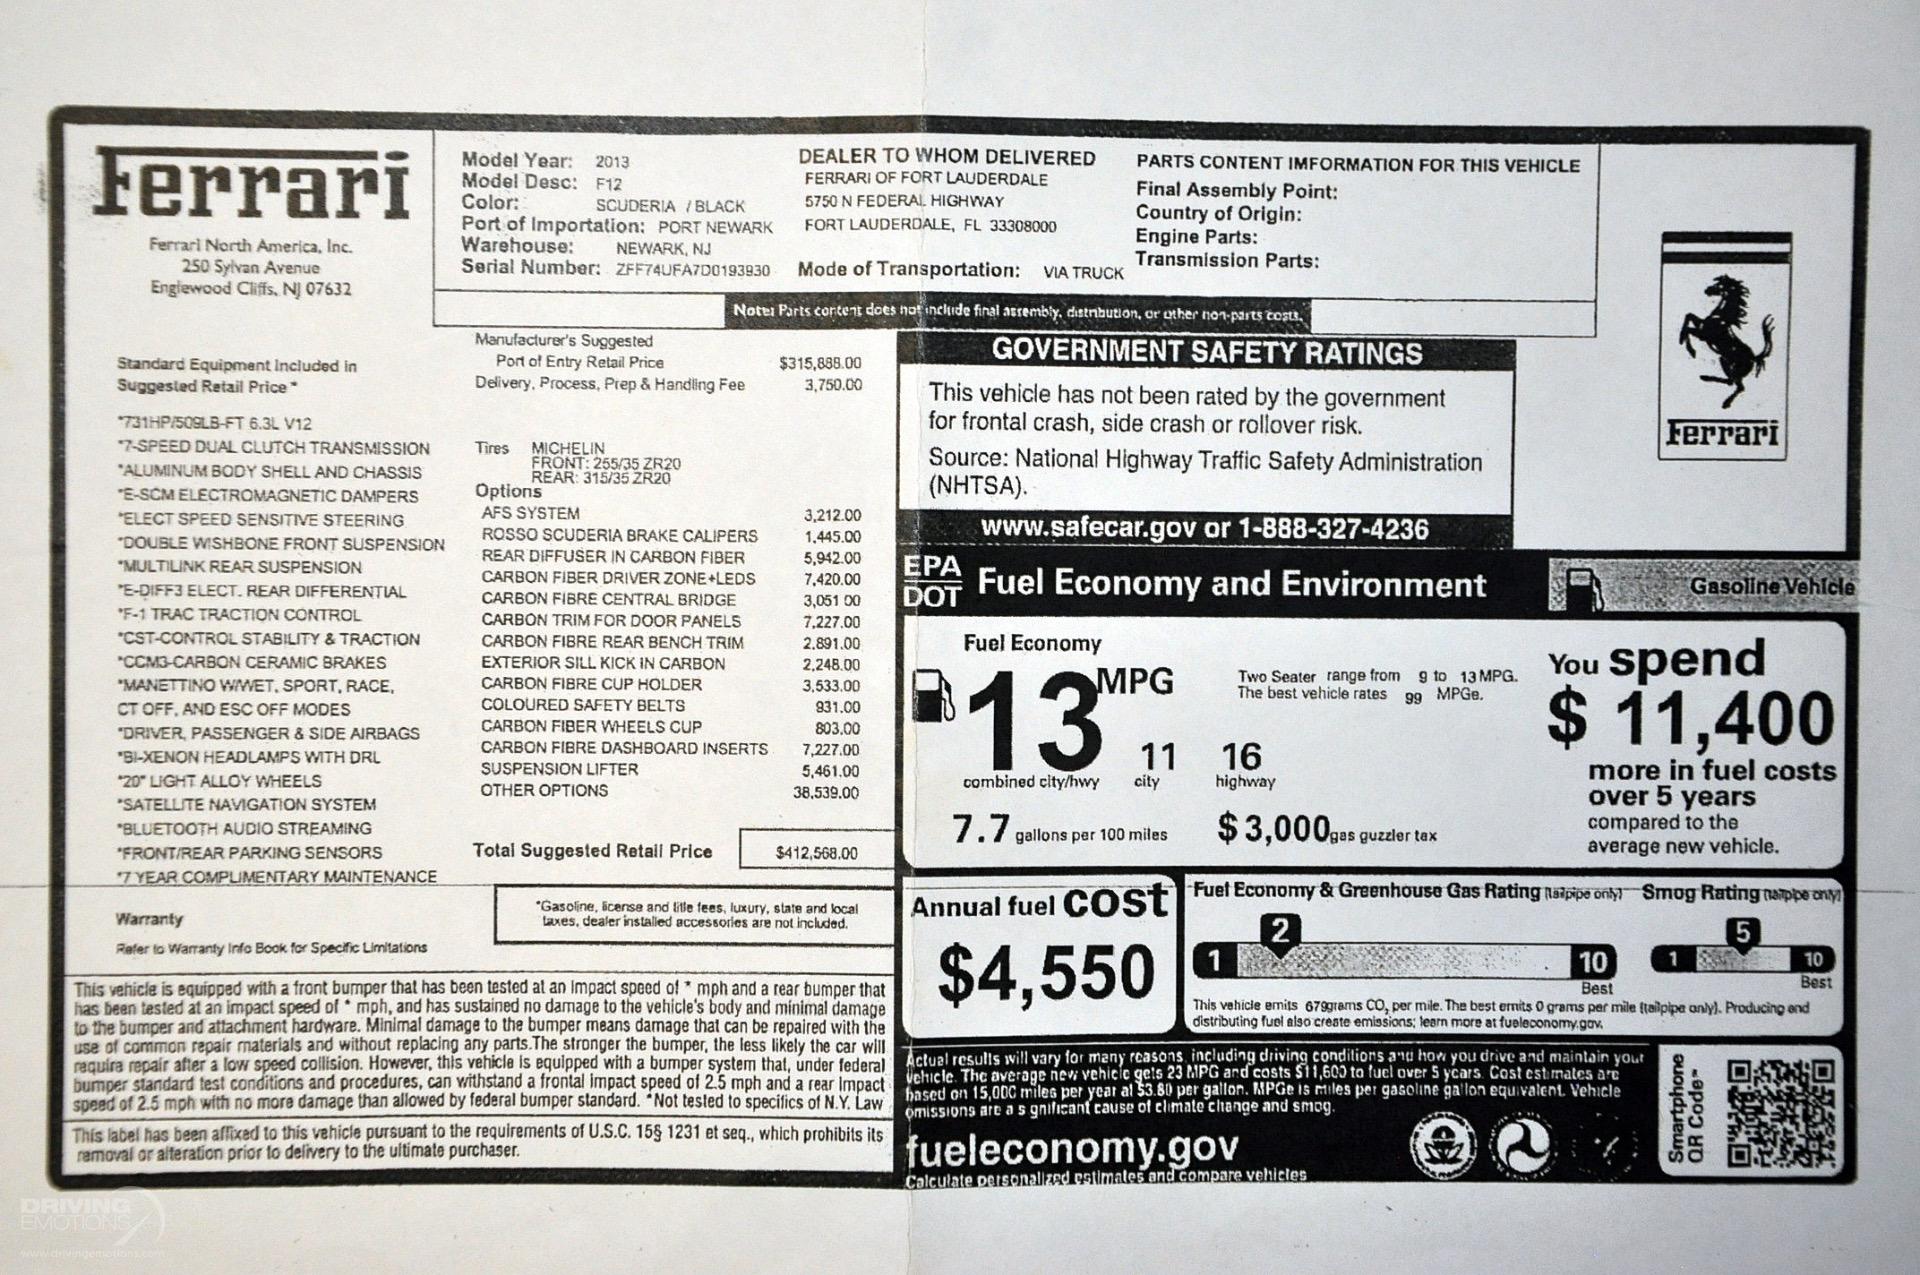 Ferrari
Ferrari North America, Inc.
250 Sylvan Avenue
Englewood Cliffs, NJ 07632
Model Year: 2013
Model Desc: F12
Color: SCUDERIA / BLACK
Port of Importation: PORT NEWARK
Warehouse: NEWARK, NJ
Serial Number: ZFF74UFA7D0193930
DEALER TO WHOM DELIVERED
FERRARI OF FORT LAUDERDALE
5750 N FEDERAL HIGHWAY
FORT LAUDERDALE, FL 33308000
Mode of Transportation: VIA TRUCK
PARTS CONTENT IMFORMATION FOR THIS VEHICLE
Final Assembly Point:
Country of Origin:
Engine Parts:
Transmission Parts:
Note: Parts content does not include final assembly, distribution, or other non-parts costs.
Standard Equipment Included in
Suggested Retail Price *
*731HP/509LB-FT 6.3L V12
*7-SPEED DUAL CLUTCH TRANSMISSION
*ALUMINUM BODY SHELL AND CHASSIS
*E-SCM ELECTROMAGNETIC DAMPERS
*ELECT SPEED SENSITIVE STEERING
*DOUBLE WISHBONE FRONT SUSPENSION
*MULTILINK REAR SUSPENSION
*E-DIFF3 ELECT. REAR DIFFERENTIAL
*F-1 TRAC TRACTION CONTROL
*CST-CONTROL STABILITY & TRACTION
*CCM3-CARBON CERAMIC BRAKES
*MANETTINO W/WET, SPORT, RACE,
CT OFF, AND ESC OFF MODES
*DRIVER, PASSENGER & SIDE AIRBAGS
*BI-XENON HEADLAMPS WITH DRL
*20" LIGHT ALLOY WHEELS
*SATELLITE NAVIGATION SYSTEM
*BLUETOOTH AUDIO STREAMING
*FRONT/REAR PARKING SENSORS
*7 YEAR COMPLIMENTARY MAINTENANCE
Warranty
Refer to Warranty Info Book for Specific Limitations
Manufacturer's Suggested
Port of Entry Retail Price $315,888.00
Delivery, Process, Prep & Handling Fee 3,750.00
Tires MICHELIN
FRONT: 255/35 ZR20
REAR: 315/35 ZR20
Options
AFS SYSTEM 3,212.00
ROSSO SCUDERIA BRAKE CALIPERS 1,445.00
REAR DIFFUSER IN CARBON FIBER 5,942.00
CARBON FIBER DRIVER ZONE+LEDS 7,420.00
CARBON FIBRE CENTRAL BRIDGE 3,051 00
CARBON TRIM FOR DOOR PANELS 7,227.00
CARBON FIBRE REAR BENCH TRIM 2,891.00
EXTERIOR SILL KICK IN CARBON 2,248.00
CARBON FIBRE CUP HOLDER 3,533.00
COLOURED SAFETY BELTS 931.00
CARBON FIBER WHEELS CUP 803.00
CARBON FIBRE DASHBOARD INSERTS 7,227.00
SUSPENSION LIFTER 5,461.00
OTHER OPTIONS 38,539.00
Total Suggested Retail Price $412,568.00
*Gasoline, license and title fees, luxury, state and local
taxes, dealer installed accessories are not included.
This vehicle is equipped with a front bumper that has been tested at an impact speed of * mph and a rear bumper that
has been tested at an impact speed of * mph, and has sustained no damage to the vehicle's body and minimal damage
to the bumper and attachment hardware. Minimal damage to the bumper means damage that can be repaired with the
use of common repair materials and without replacing any parts.The stronger the bumper, the less likely the car will
require repair after a low speed collision. However, this vehicle is equipped with a bumper system that, under federal
bumper standard test conditions and procedures, can withstand a frontal impact speed of 2.5 mph and a rear impact
speed of 2.5 mph with no more damage than allowed by federal bumper standard. *Not tested to specifics of N.Y. Law
This label has been affixed to this vehicle pursuant to the requirements of U.S.C. 15§ 1231 et seq., which prohibits its
removal or alteration prior to delivery to the ultimate purchaser.
GOVERNMENT SAFETY RATINGS
This vehicle has not been rated by the government
for frontal crash, side crash or rollover risk.
Source: National Highway Traffic Safety Administration
(NHTSA).
www.safecar.gov or 1-888-327-4236
Ferrari
EPA
DOT
Fuel Economy and Environment
Gasoline Vehicle
Fuel Economy
13 MPG
combined city/hwy
11
city
16
highway
Two Seater range from 9 to 13 MPG.
The best vehicle rates 99 MPGe.
7.7 gallons per 100 miles
$3,000 gas guzzler tax
You spend
$ 11,400
more in fuel costs
over 5 years
compared to the
average new vehicle.
Annual fuel cost
$4,550
Fuel Economy & Greenhouse Gas Rating (tailpipe only)
2
1
10
Best
Smog Rating (tailpipe only)
5
1
10
Best
This vehicle emits 679grams CO2 per mile. The best emits 0 grams per mile (tailpipe only). Producing and
distributing fuel also create emissions; learn more at fueleconomy.gov.
Actual results will vary for many reasons, including driving conditions and how you drive and maintain your
vehicle. The average new vehicle gets 23 MPG and costs $11,600 to fuel over 5 years. Cost estimates are
based on 15,000 miles per year at $3.80 per gallon. MPGe is miles per gasoline gallon equivalent. Vehicle
emissions are a significant cause of climate change and smog.
fueleconomy.gov
Calculate personalized estimates and compare vehicles
Smartphone
QR Code™
DRIVING
EMOTIONS
www.drivingemotions.com